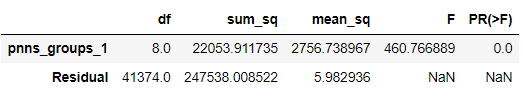 df sum_sq mean_sq F PR(>F)
pnns_groups_1 8.0 22053.911735 2756.738967 460.766889 0.0
Residual 41374.0 247538.008522 5.982936 NaN NaN